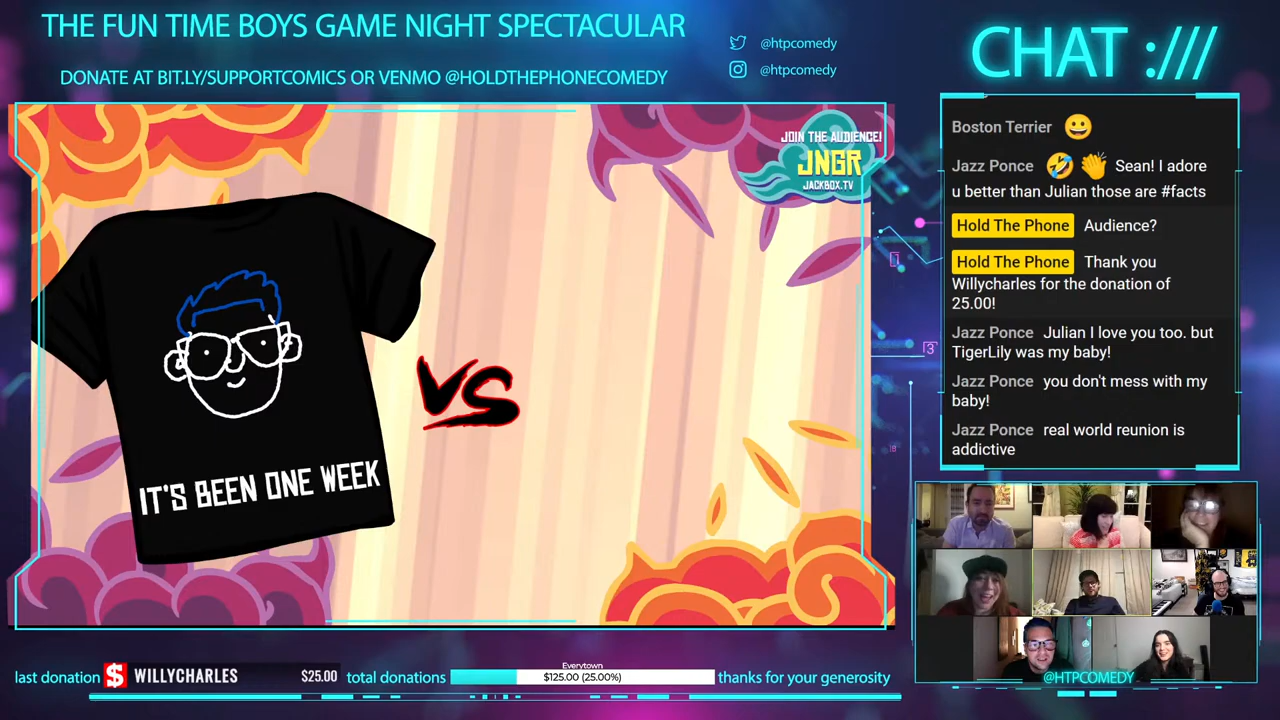 THE FUN TIME BOYS GAME NIGHT SPECTACULAR
DONATE AT BIT.LY/SUPPORTCOMICS OR VENMO @HOLDTHEPHONECOMEDY
@htpcomedy
@htpcomedy
CHAT :///
JOIN THE AUDIENCE!
JNGR
JACKBOX.TV
IT'S BEEN ONE WEEK
VS
Boston Terrier 😀
Jazz Ponce 🤣 👏 Sean! I adore
u better than Julian those are #facts
Hold The Phone Audience?
Hold The Phone Thank you
Willycharles for the donation of
25.00!
Jazz Ponce Julian I love you too. but
TigerLily was my baby!
Jazz Ponce you don't mess with my
baby!
Jazz Ponce real world reunion is
addictive
@HTPCOMEDY
last donation $ WILLYCHARLES $25.00 total donations
Everytown
$125.00 (25.00%)
thanks for your generosity